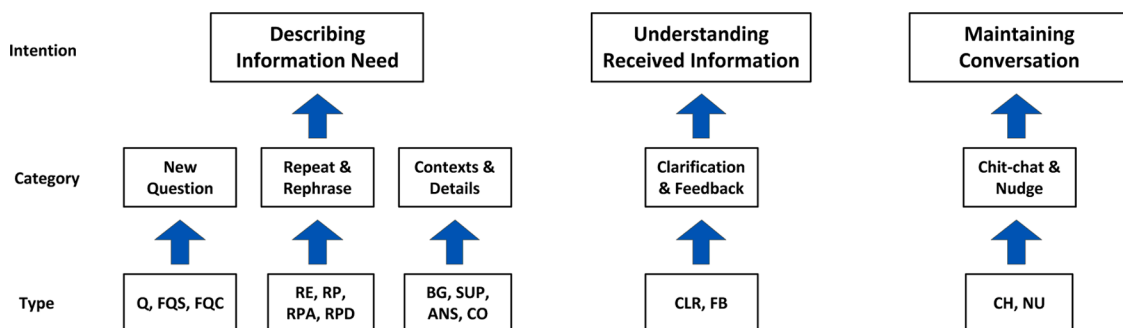 Intention
Describing
Information Need
Understanding
Received Information
Maintaining
Conversation
Category
New
Question
Repeat &
Rephrase
Contexts &
Details
Clarification
& Feedback
Chit-chat &
Nudge
Type
Q, FQS, FQC
RE, RP,
RPA, RPD
BG, SUP,
ANS, CO
CLR, FB
CH, NU